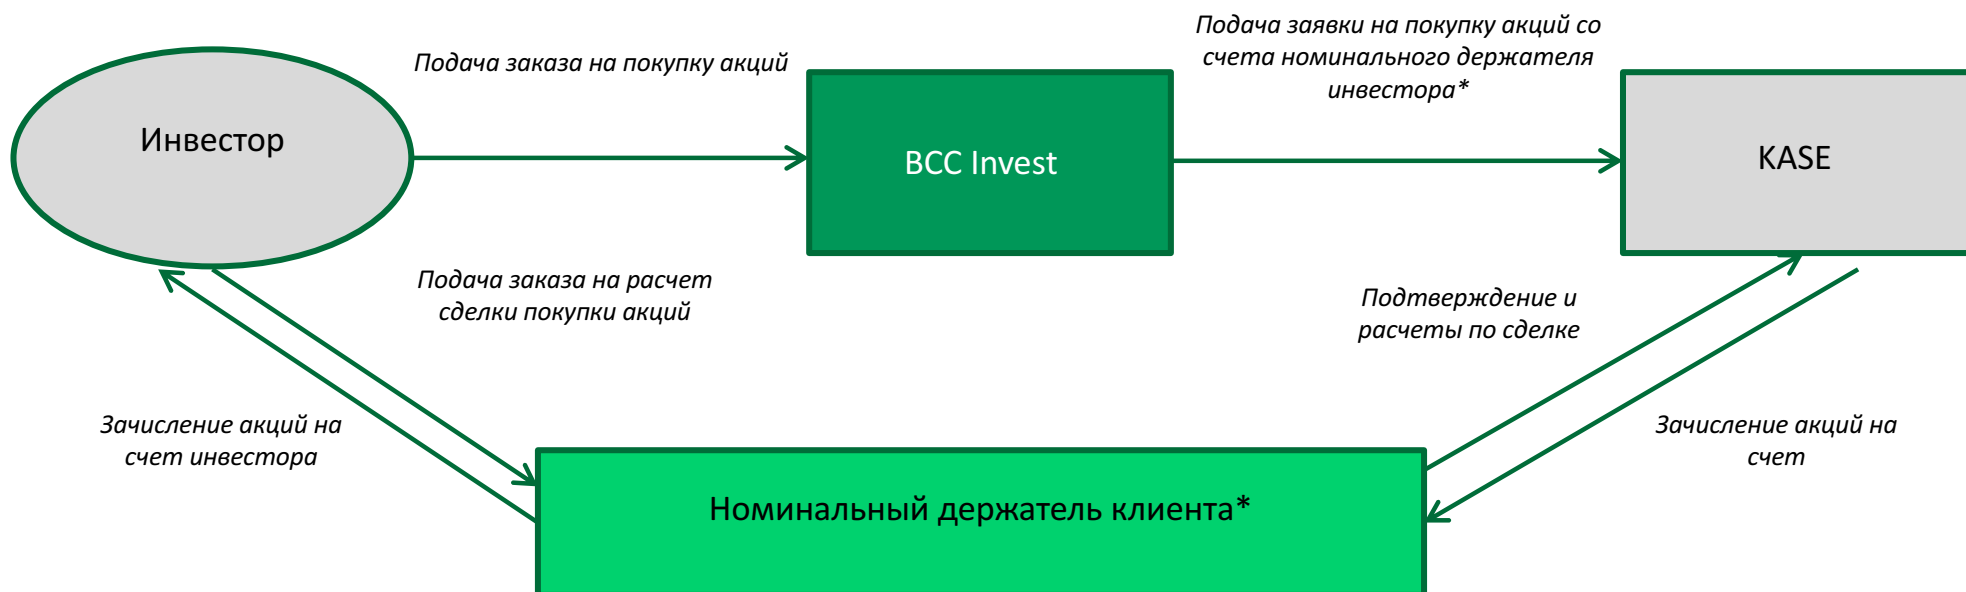 Подача заказа на покупку акций
Подача заявки на покупку акций со
счета номинального держателя
инвестора*
Инвестор
BCC Invest
KASE
Подача заказа на расчет
сделки покупки акций
Подтверждение и
расчеты по сделке
Зачисление акций на
счет инвестора
Зачисление акций на
счет
Номинальный держатель клиента*